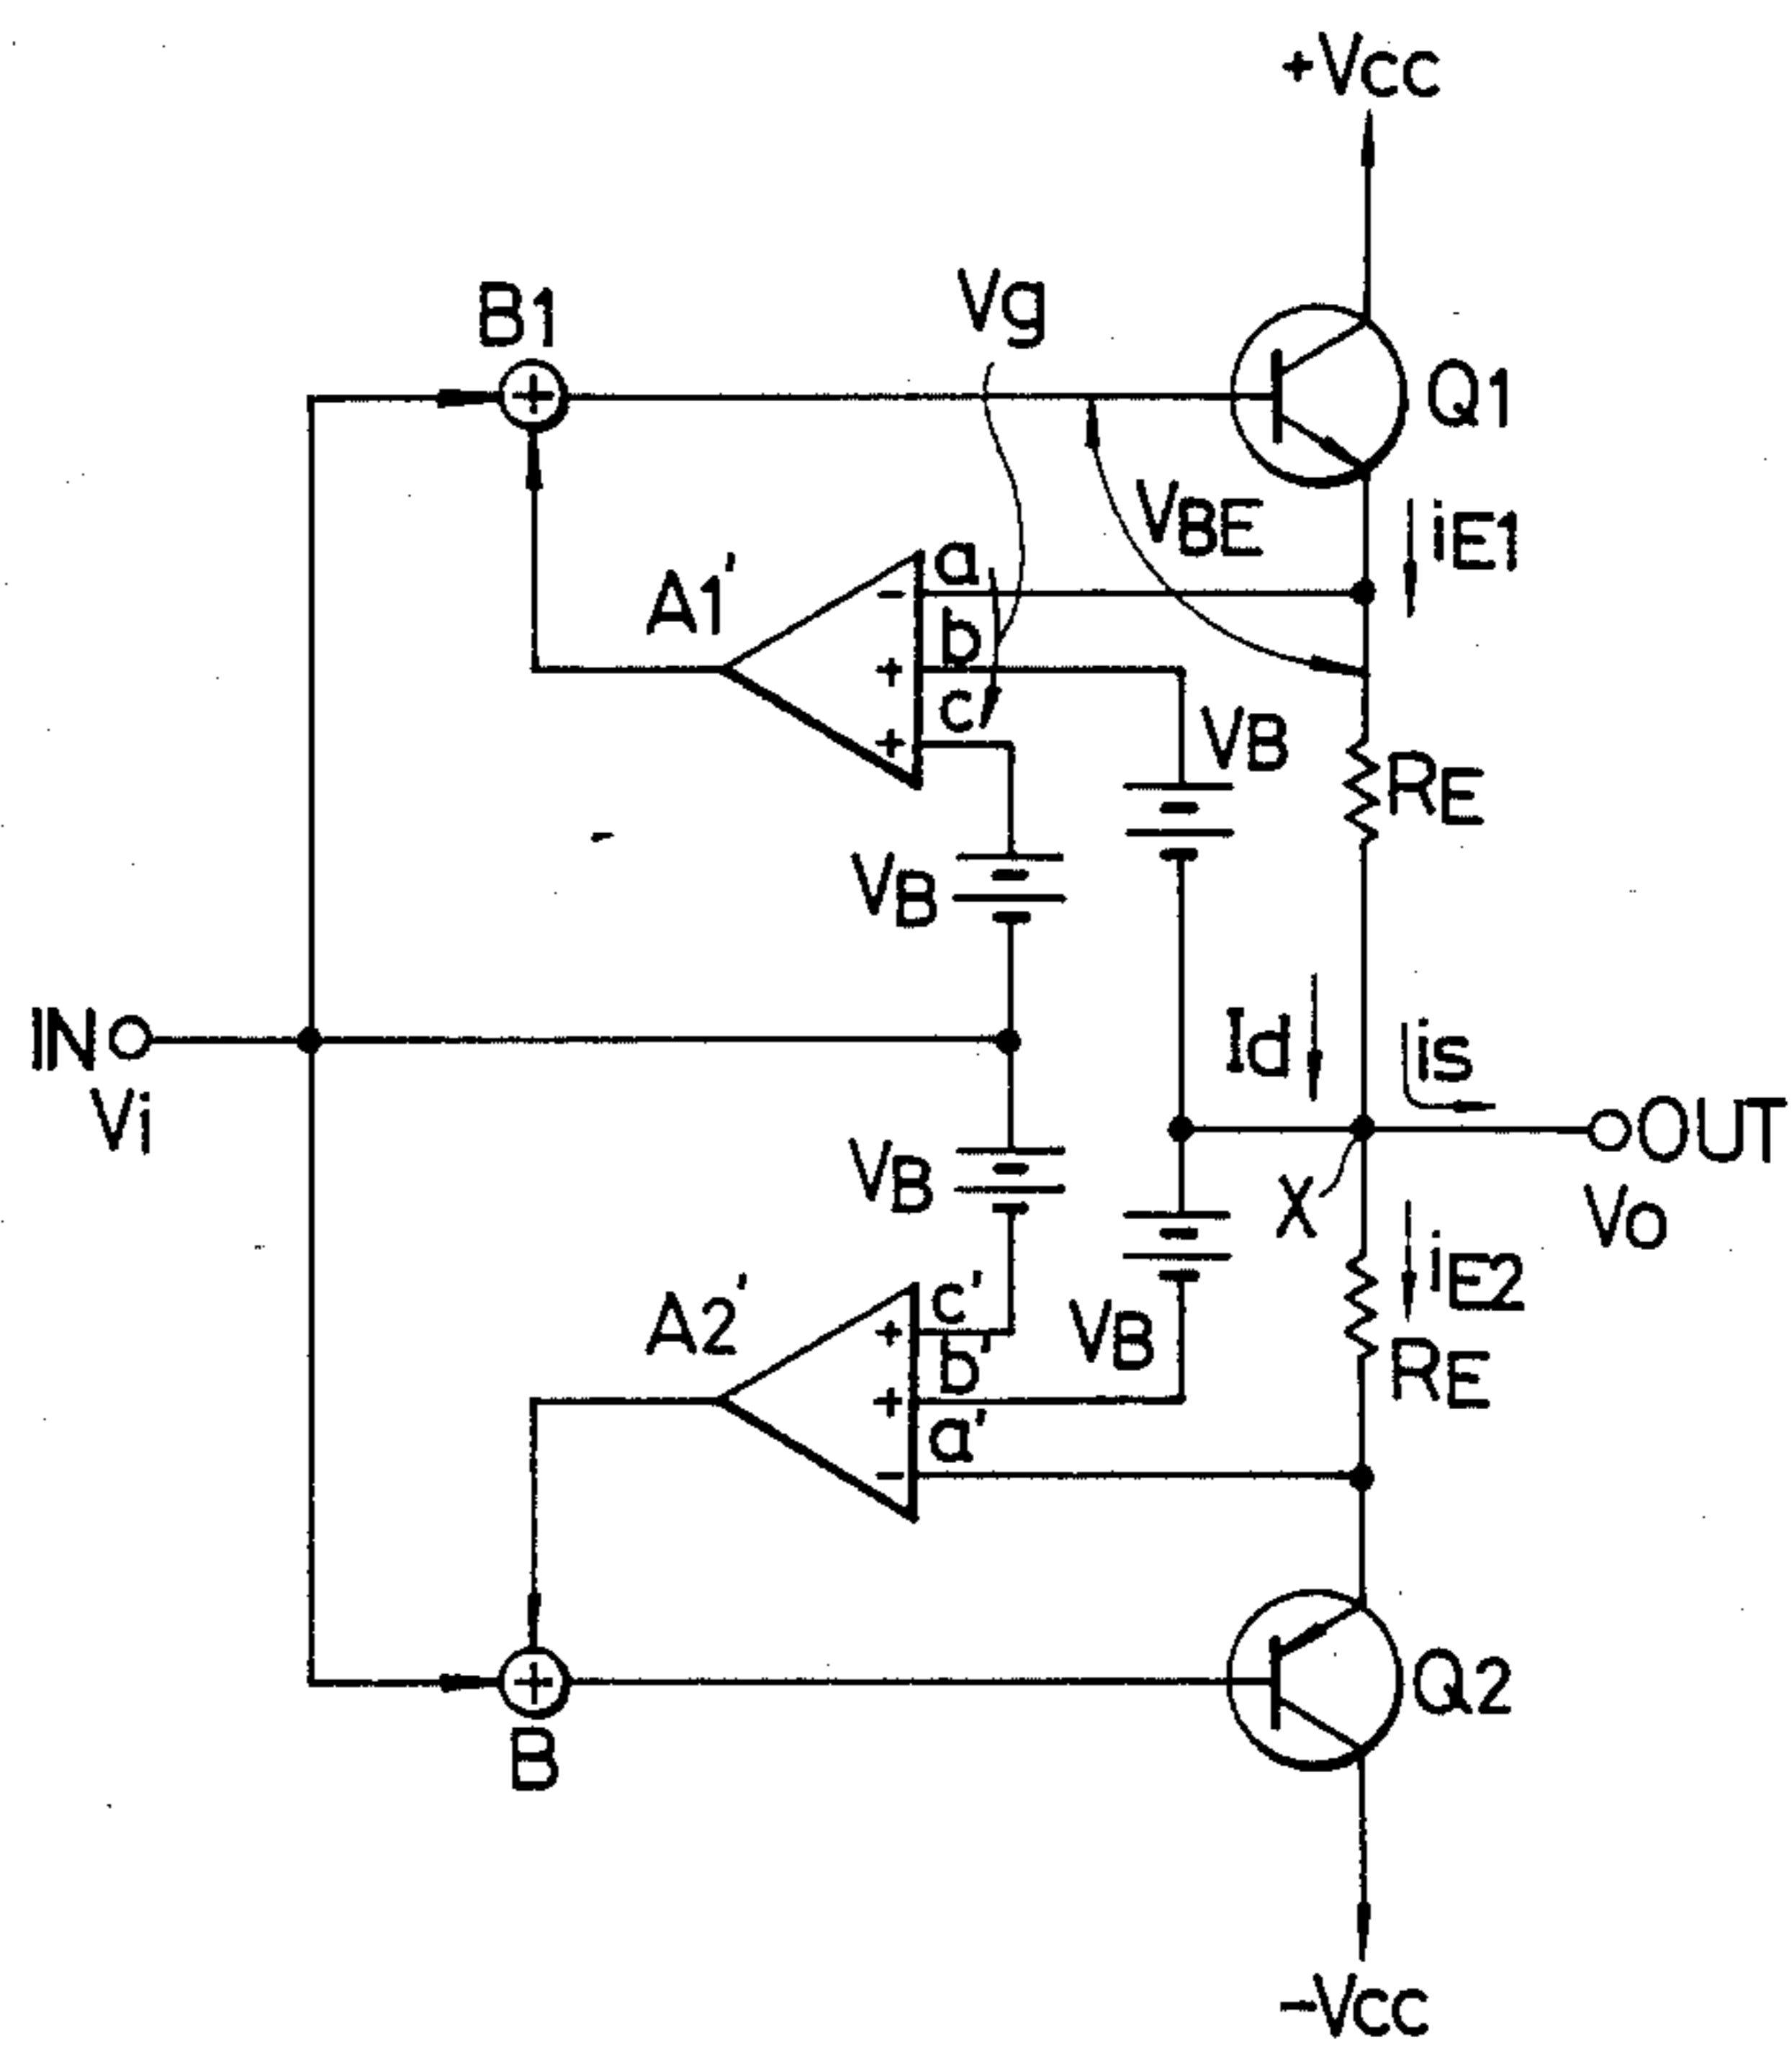 +Vcc
B1
Vg
Q1
VBE
iE1
A1'
a
-
b
+
c
+
VB
RE
VB
IN
Vi
Id
is
OUT
Vo
X
VB
iE2
A2'
c'
+
b'
+
a'
-
VB
RE
Q2
B
-Vcc